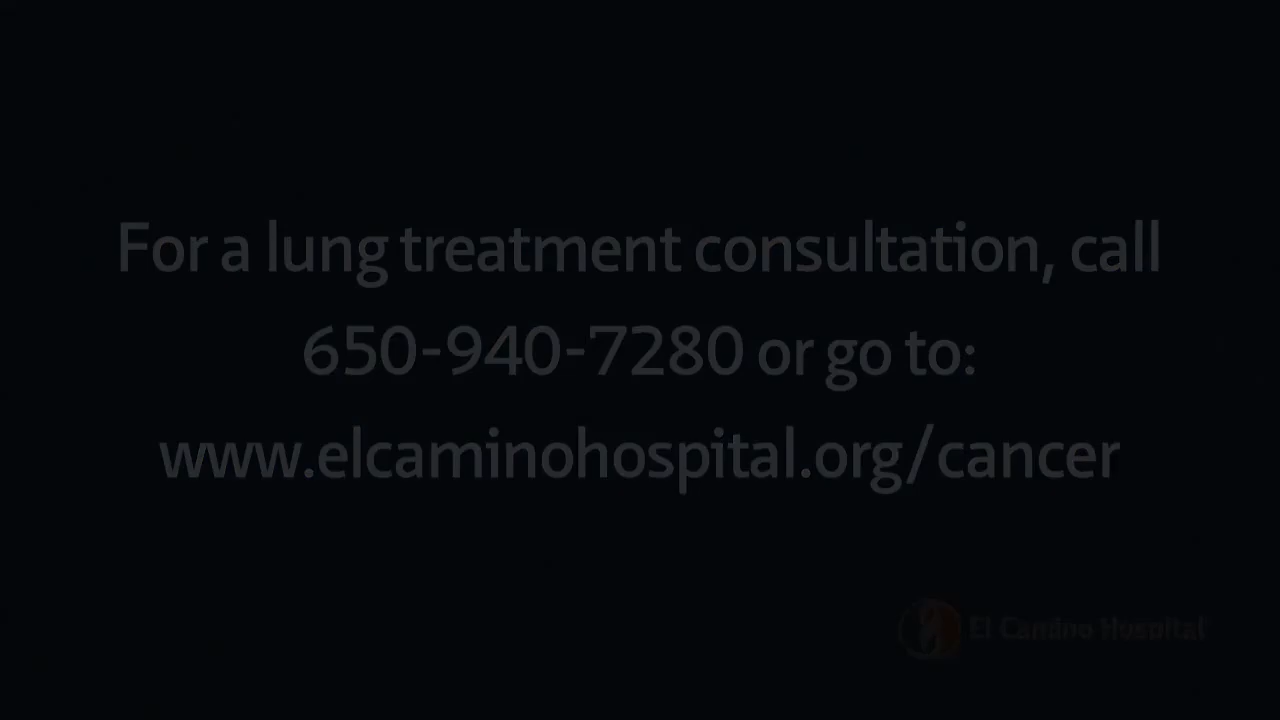 For a lung treatment consultation, call
650-940-7280 or go to:
www.elcaminohospital.org/cancer
El Camino Hospital